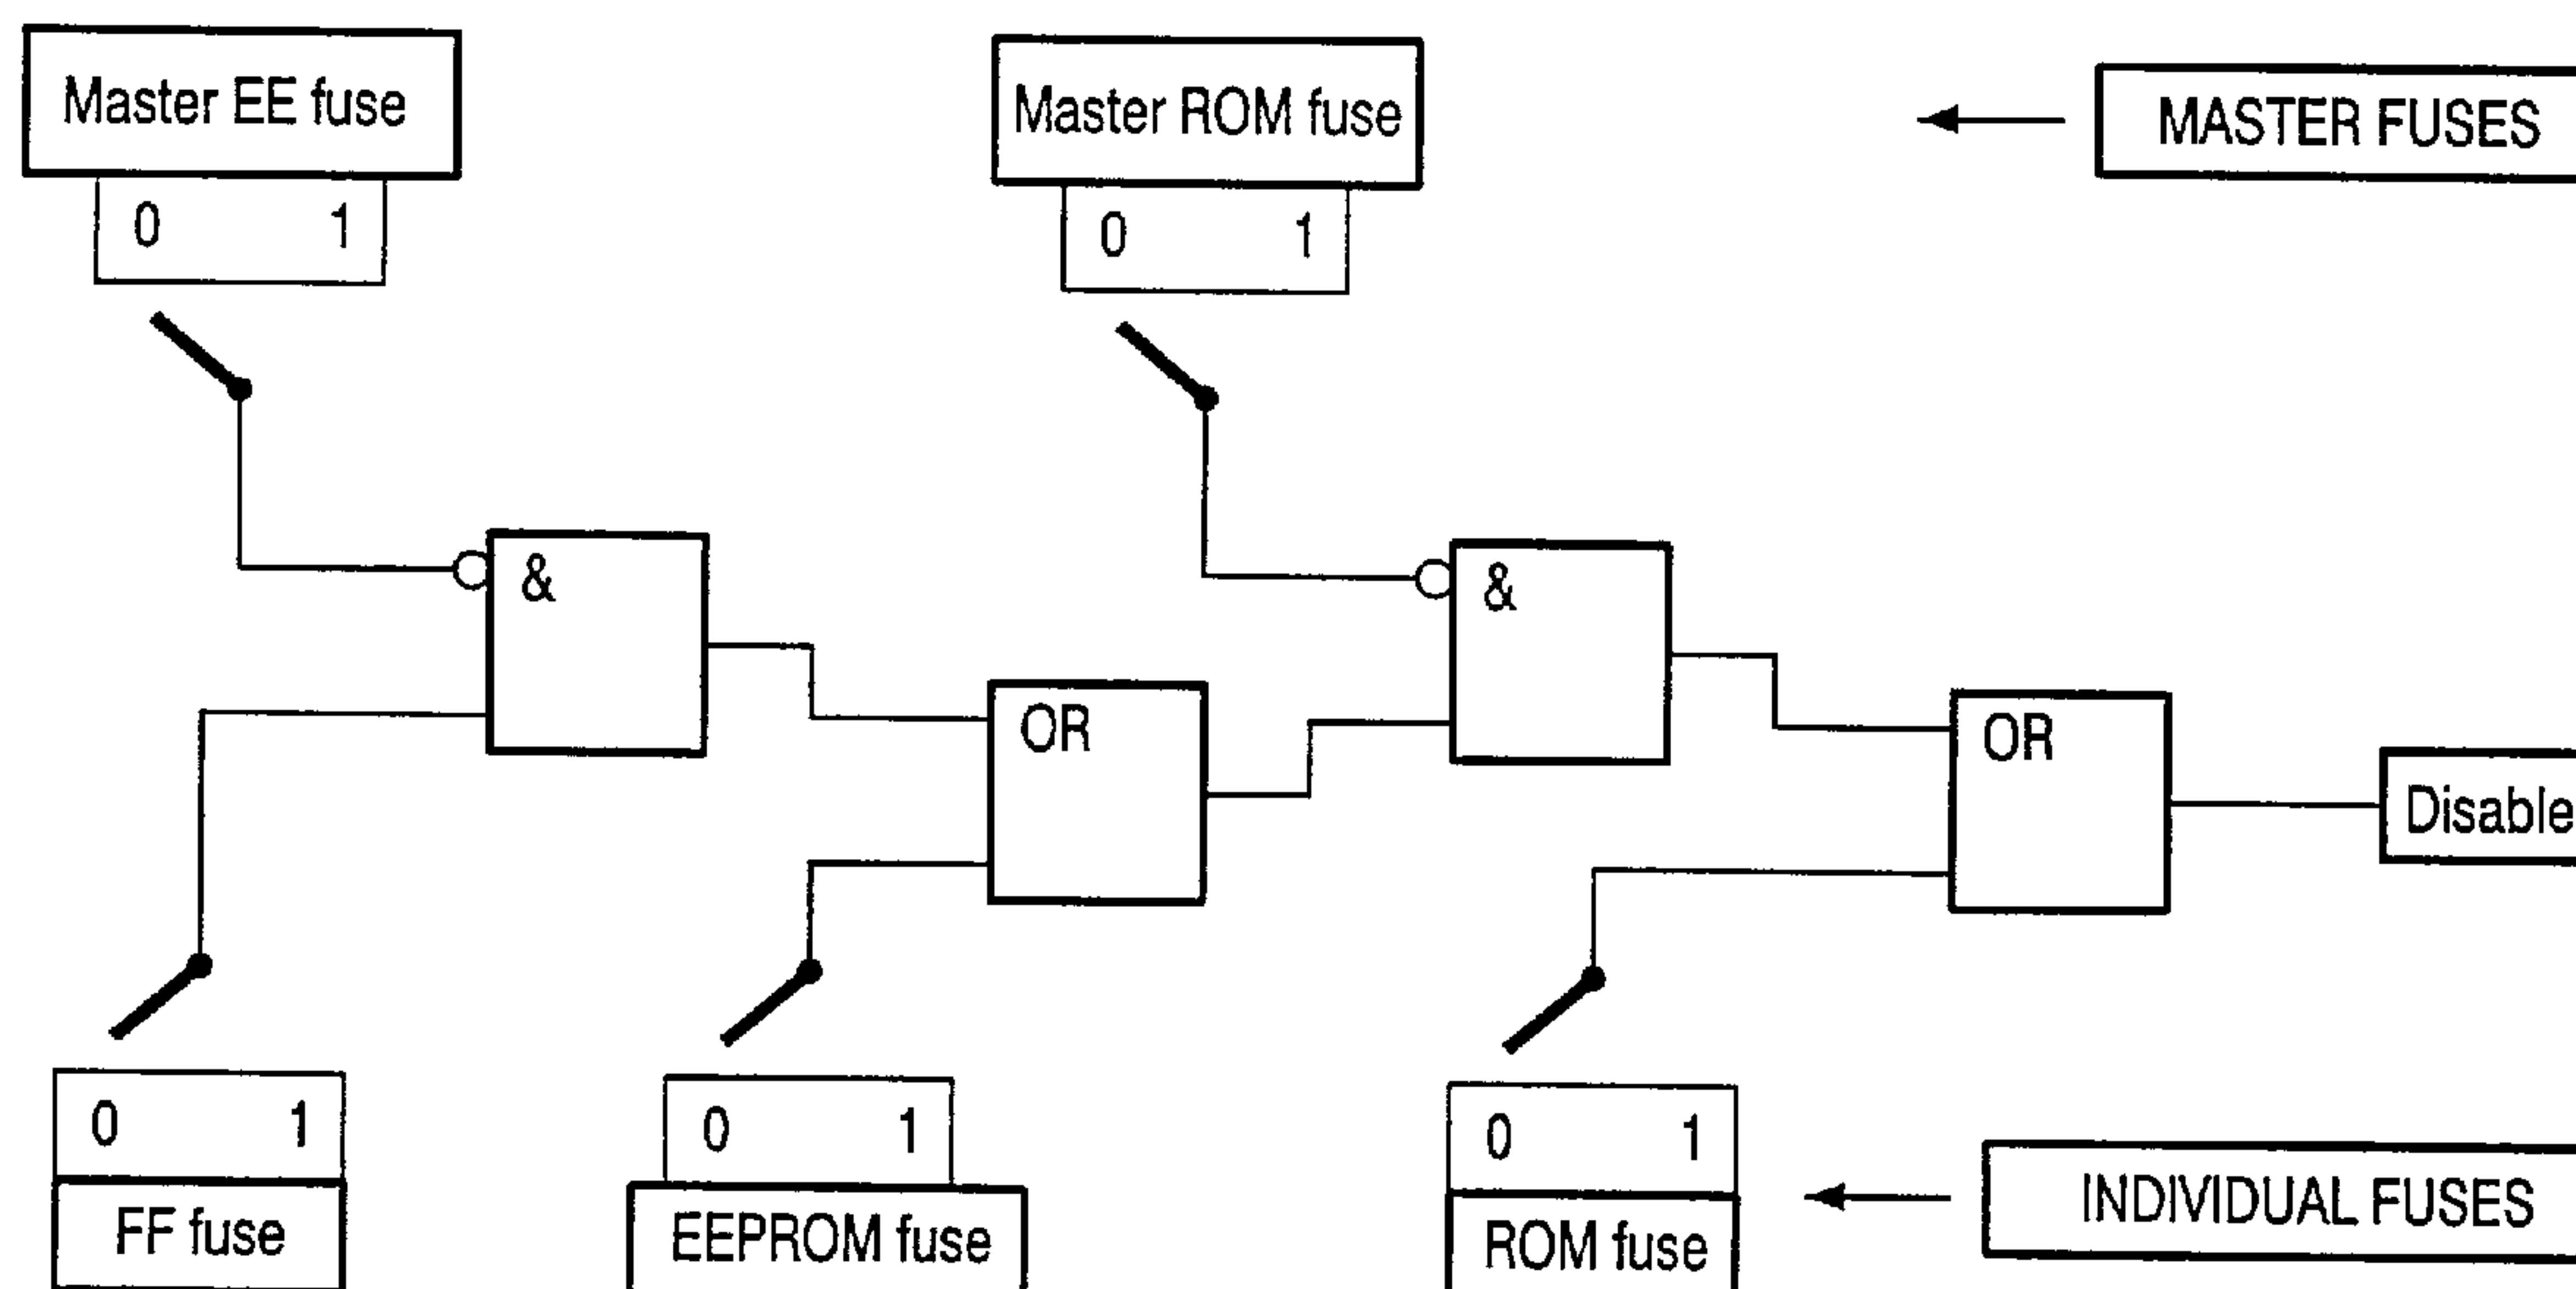 Master EE fuse
Master ROM fuse
MASTER FUSES
0 1
0 1
&
&
OR
OR
Disable
0 1
0 1
0 1
FF fuse
EEPROM fuse
ROM fuse
INDIVIDUAL FUSES